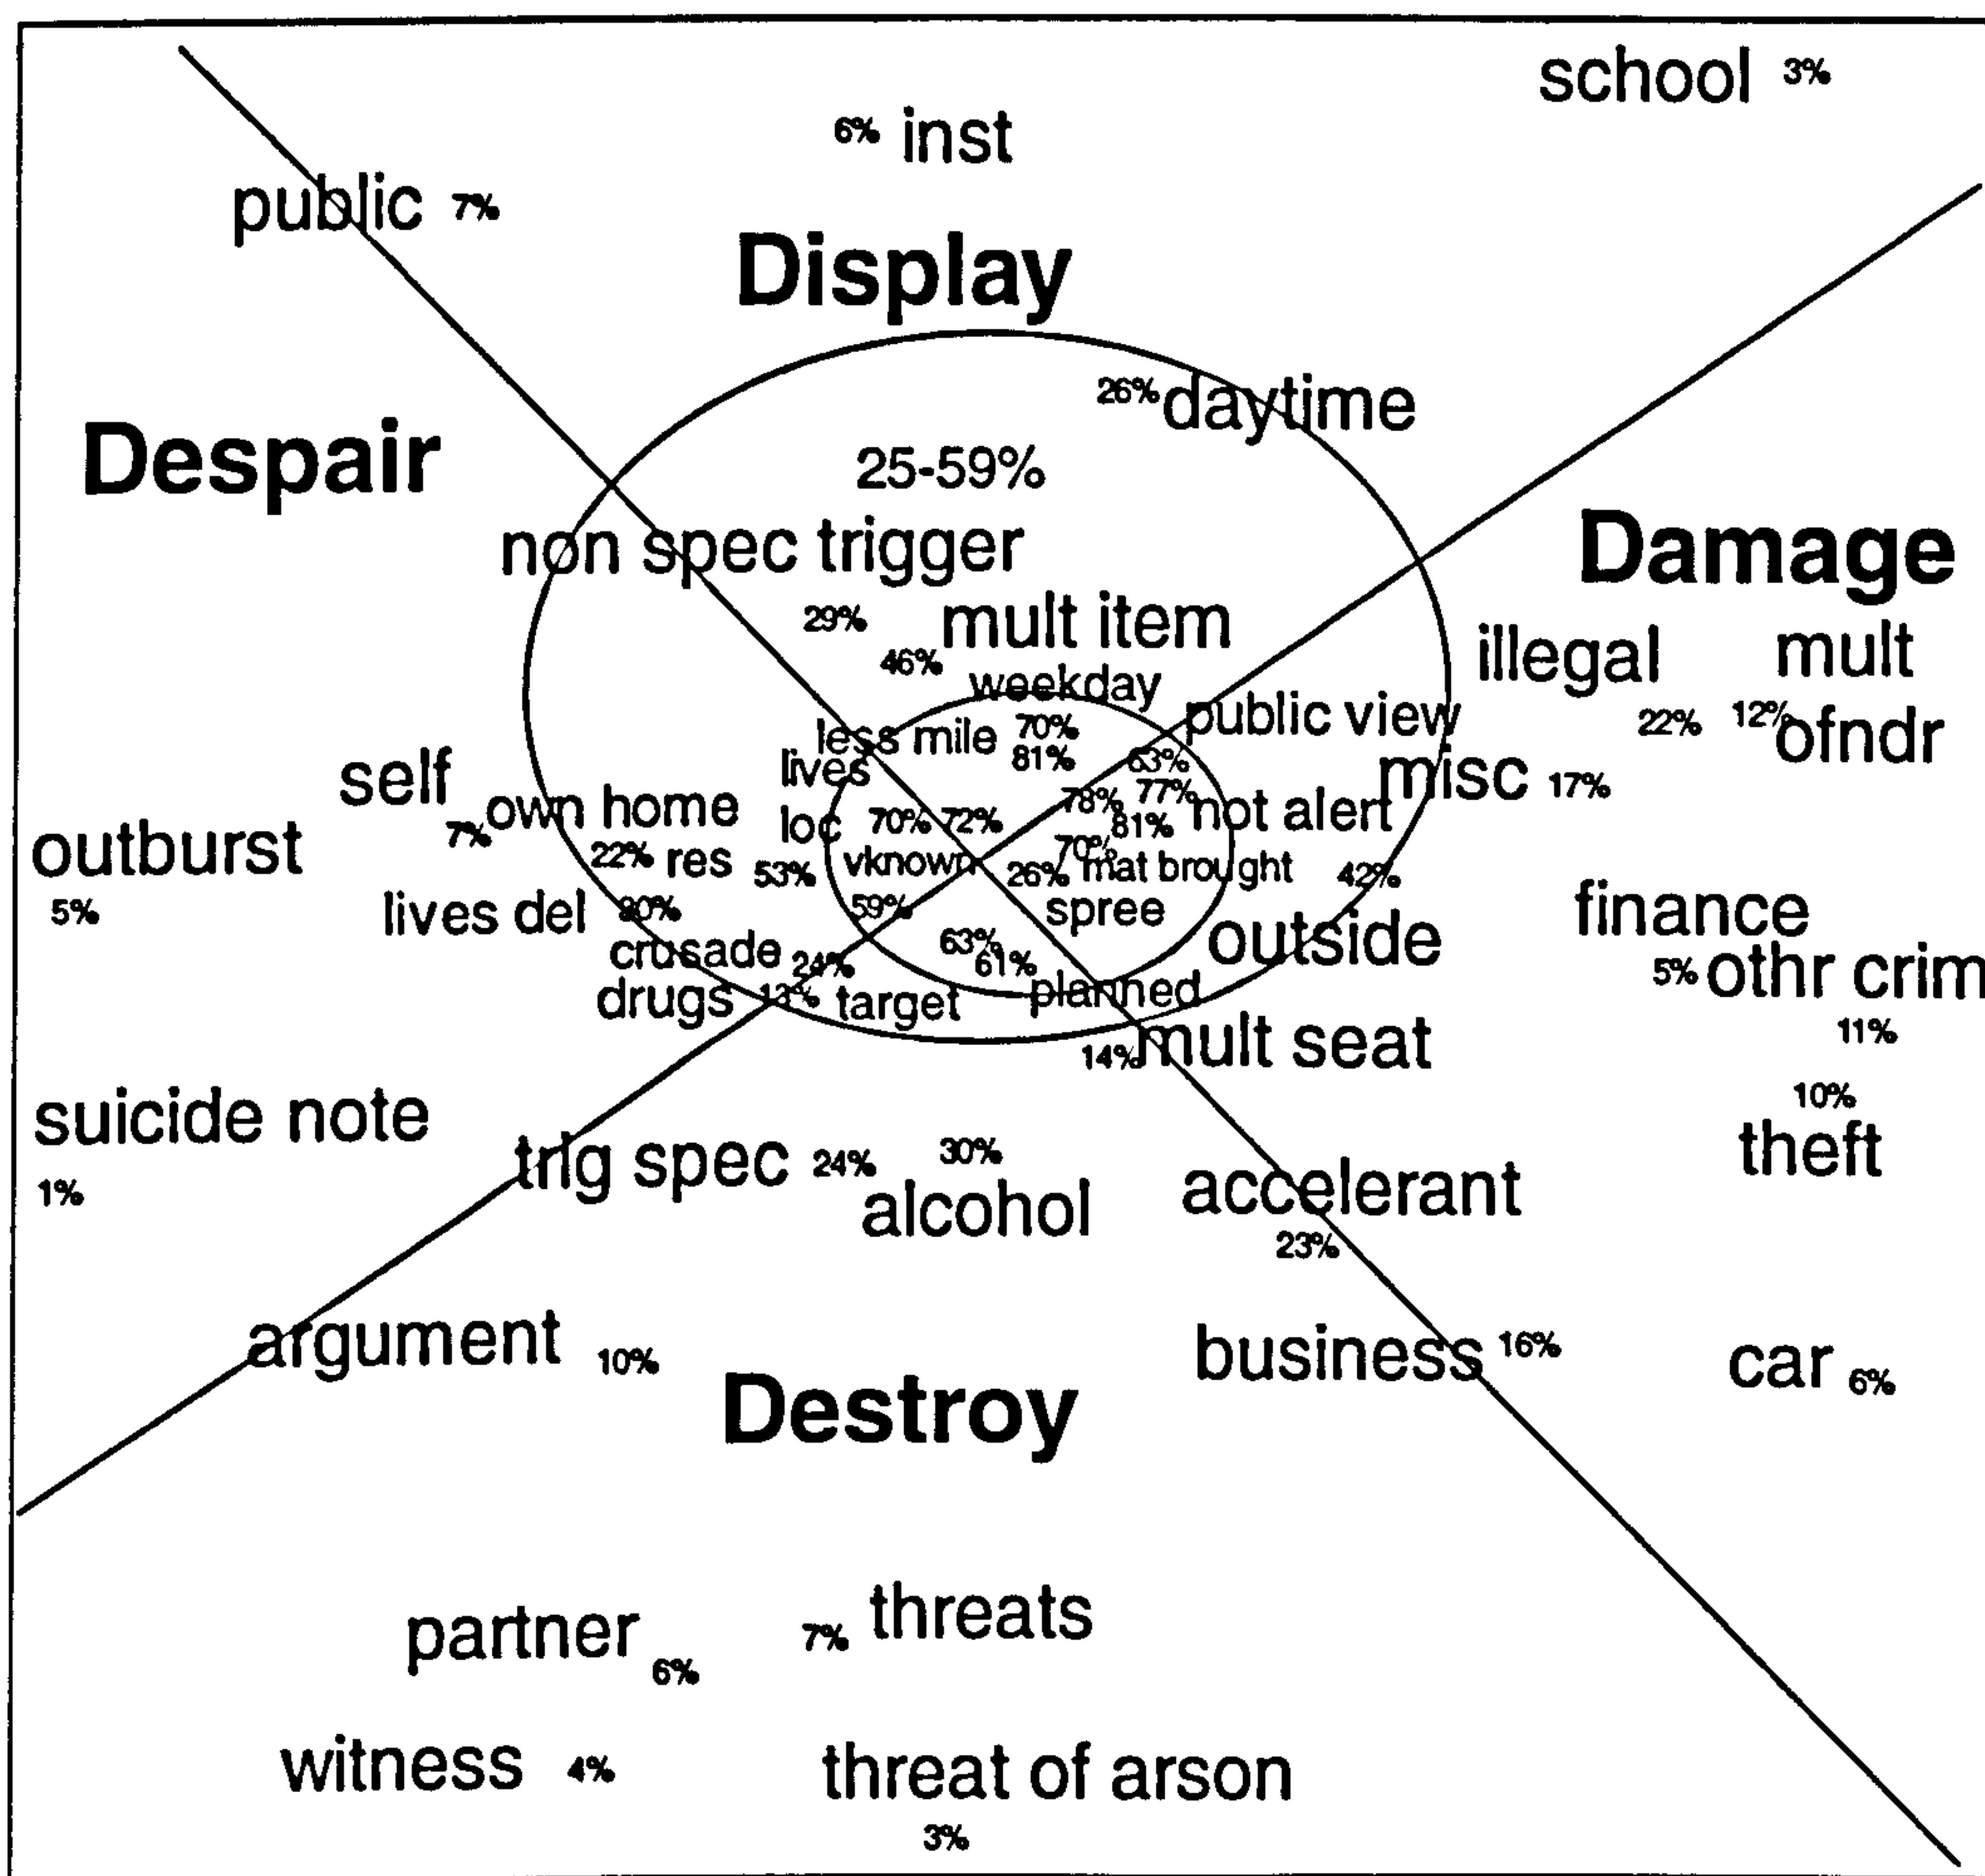 school 3%
6% inst
public 7%
Display
26% daytime
Despair
25-59%
non spec trigger
Damage
29% mult item
46%
weekday
illegal
mult
22%
12% ofndr
public view
less mile 70%
81%
lives
63%
self
misc 17%
7% own home
loc 70% 72%
78% 77%
81% not alert
70%
outburst
5%
22% res 53%
vknown
26% mat brought 42%
59%
spree
lives del
finance
outside
63%
61%
crusade 24%
5% othr crim
drugs
target
planned
11%
14% mult seat
10%
theft
suicide note
1%
trig spec 24%
30%
alcohol
accelerant
23%
argument 10%
business 16%
car 6%
Destroy
partner 6%
7% threats
witness 4%
threat of arson
3%